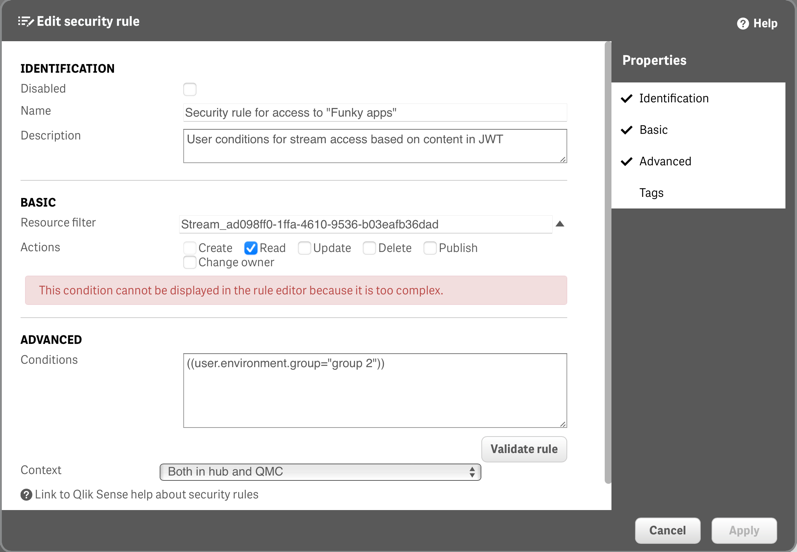 Edit security rule
Help
IDENTIFICATION
Disabled
Name
Security rule for access to "Funky apps"
Description
User conditions for stream access based on content in JWT
BASIC
Resource filter
Stream_ad098ff0-1ffa-4610-9536-b03eafb36dad
Actions
Create Read Update Delete Publish
Change owner
This condition cannot be displayed in the rule editor because it is too complex.
ADVANCED
Conditions
((user.environment.group="group 2"))
Validate rule
Context
Both in hub and QMC
Link to Qlik Sense help about security rules
Properties
Identification
Basic
Advanced
Tags
Cancel
Apply